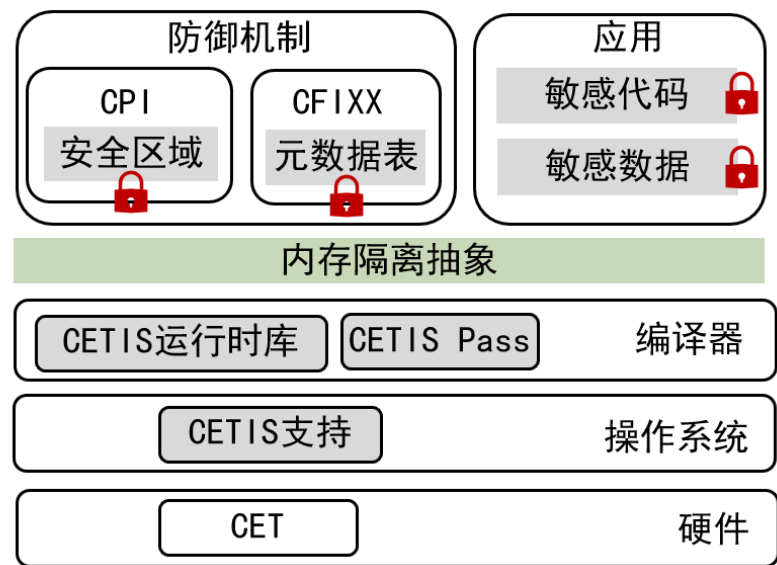 防御机制
应用
CPI
CFIXX
敏感代码
安全区域
元数据表
敏感数据
内存隔离抽象
CETIS运行时库
CETIS Pass
编译器
CETIS支持
操作系统
CET
硬件